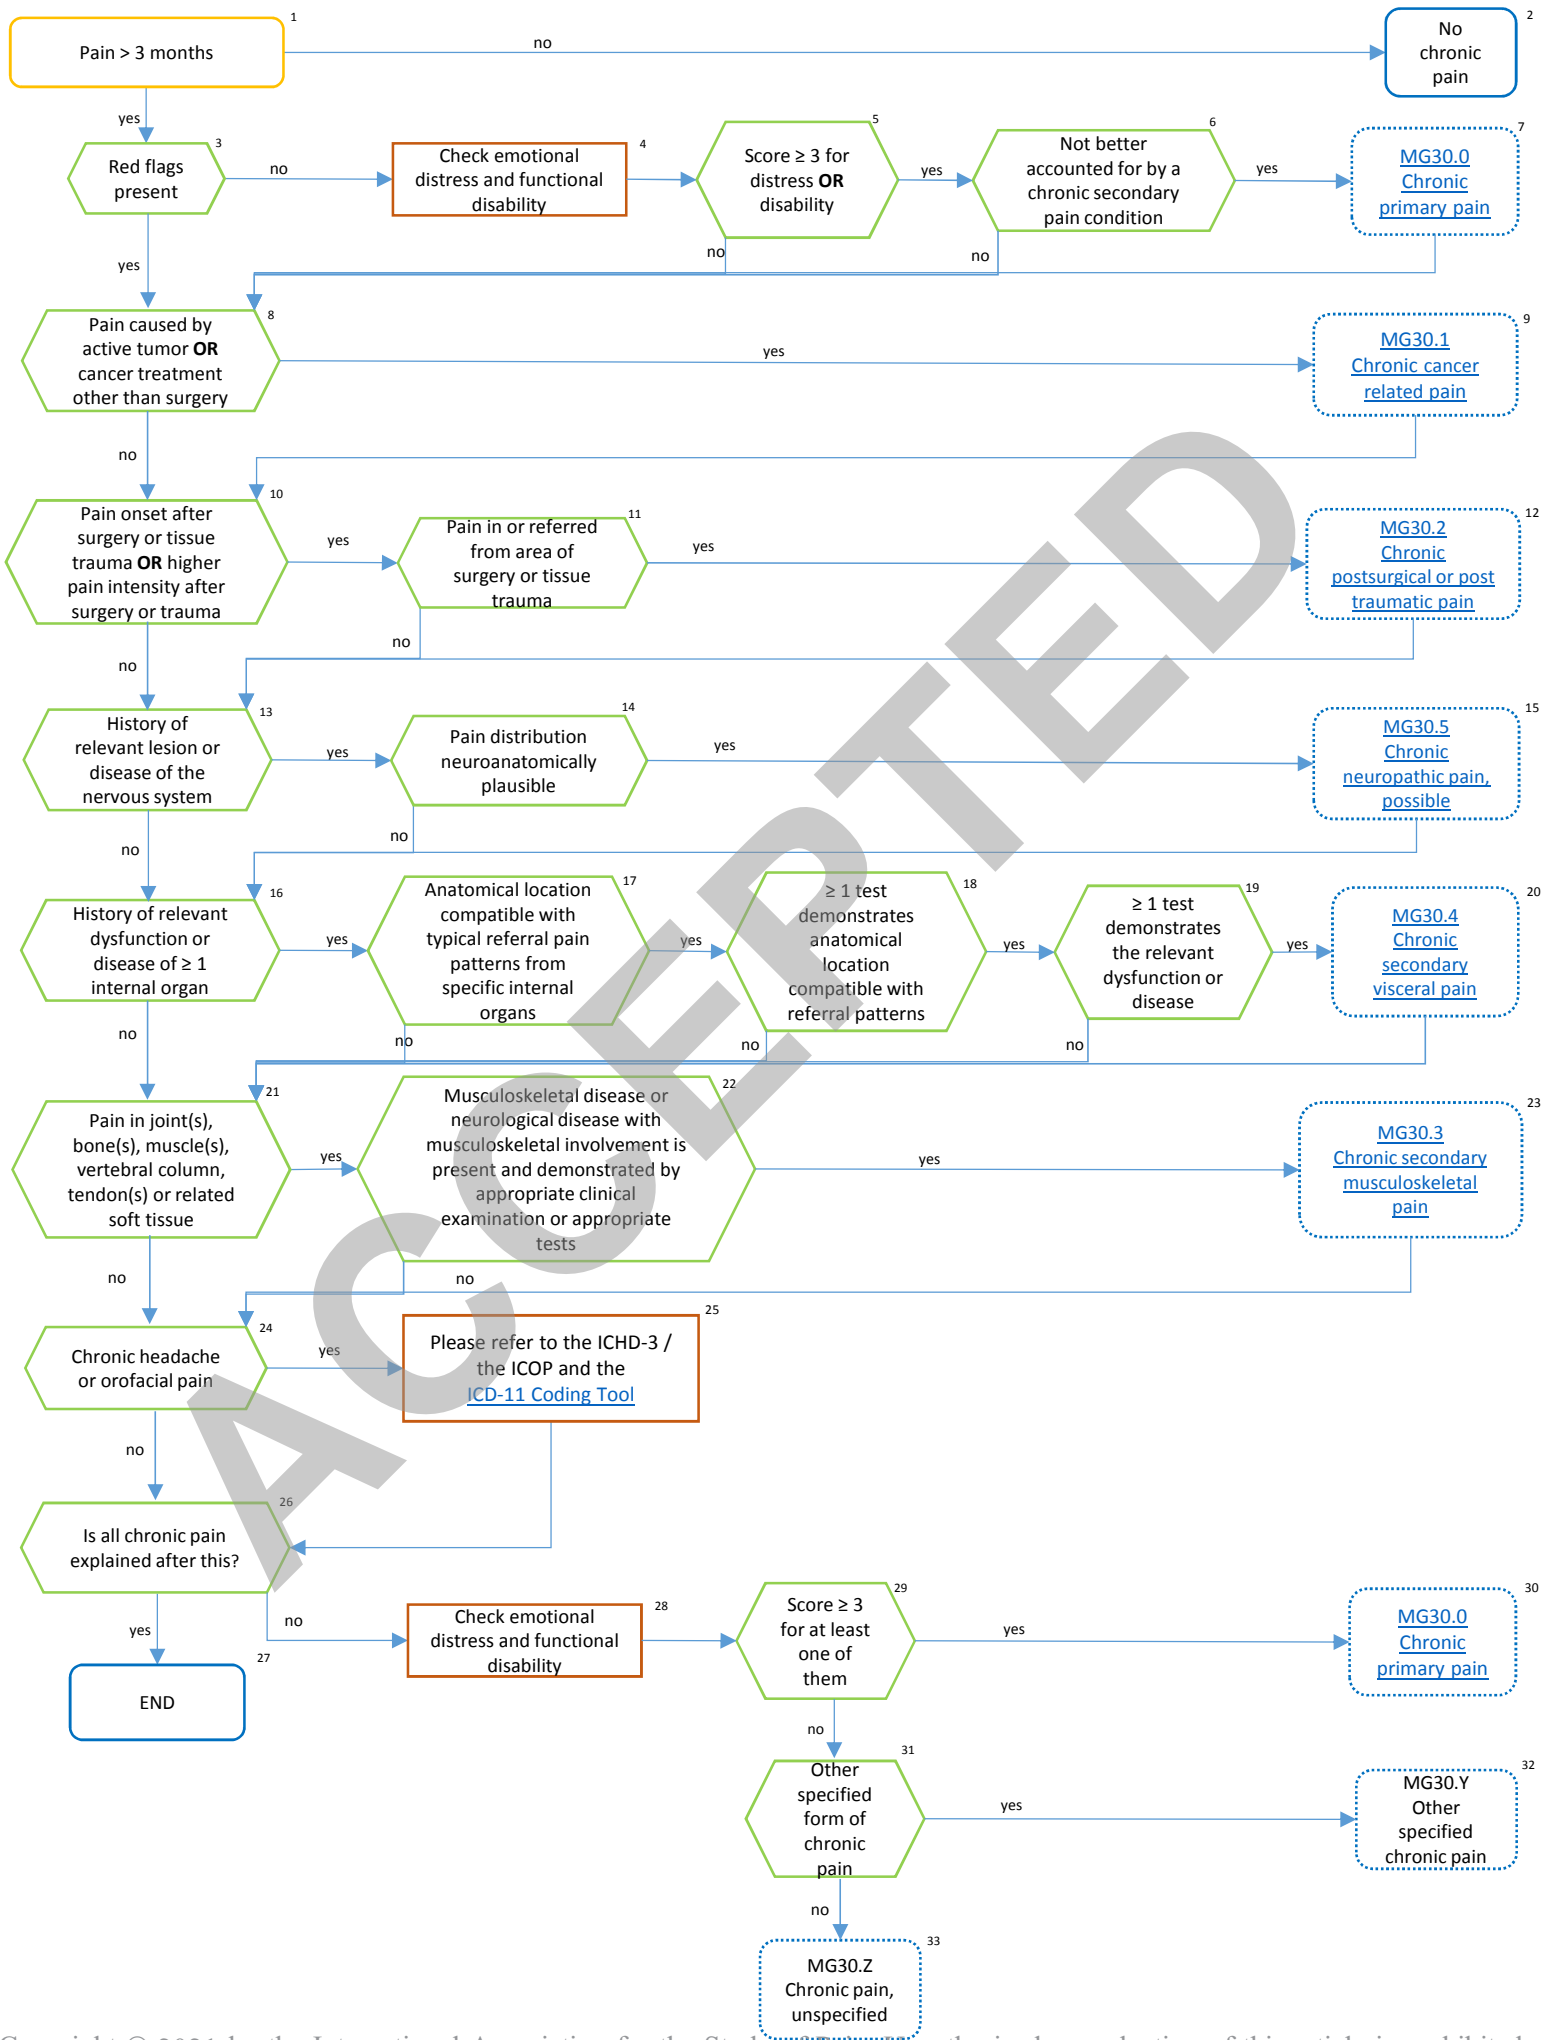 1
Pain > 3 months
no
2
No
chronic
pain
yes
3
Red flags
present
no
4
Check emotional
distress and functional
disability
5
Score ≥ 3 for
distress OR
disability
yes
6
Not better
accounted for by a
chronic secondary
pain condition
yes
7
MG30.0
Chronic
primary pain
no
no
yes
8
Pain caused by
active tumor OR
cancer treatment
other than surgery
yes
9
MG30.1
Chronic cancer
related pain
no
10
Pain onset after
surgery or tissue
trauma OR higher
pain intensity after
surgery or trauma
yes
11
Pain in or referred
from area of
surgery or tissue
trauma
yes
12
MG30.2
Chronic
postsurgical or post
traumatic pain
no
no
13
History of
relevant lesion or
disease of the
nervous system
yes
14
Pain distribution
neuroanatomically
plausible
yes
15
MG30.5
Chronic
neuropathic pain,
possible
no
no
16
History of relevant
dysfunction or
disease of ≥ 1
internal organ
yes
17
Anatomical location
compatible with
typical referral pain
patterns from
specific internal
organs
yes
18
≥ 1 test
demonstrates
anatomical
location
compatible with
referral patterns
yes
19
≥ 1 test
demonstrates
the relevant
dysfunction or
disease
yes
20
MG30.4
Chronic
secondary
visceral pain
no
no
no
no
21
Pain in joint(s),
bone(s), muscle(s),
vertebral column,
tendon(s) or related
soft tissue
yes
22
Musculoskeletal disease or
neurological disease with
musculoskeletal involvement is
present and demonstrated by
appropriate clinical
examination or appropriate
tests
yes
23
MG30.3
Chronic secondary
musculoskeletal
pain
no
no
24
Chronic headache
or orofacial pain
yes
25
Please refer to the ICHD-3 /
the ICOP and the
ICD-11 Coding Tool
no
26
Is all chronic pain
explained after this?
yes
no
27
END
28
Check emotional
distress and functional
disability
29
Score ≥ 3
for at least
one of
them
yes
30
MG30.0
Chronic
primary pain
no
31
Other
specified
form of
chronic
pain
yes
32
MG30.Y
Other
specified
chronic pain
no
33
MG30.Z
Chronic pain,
unspecified
ACCEPTED